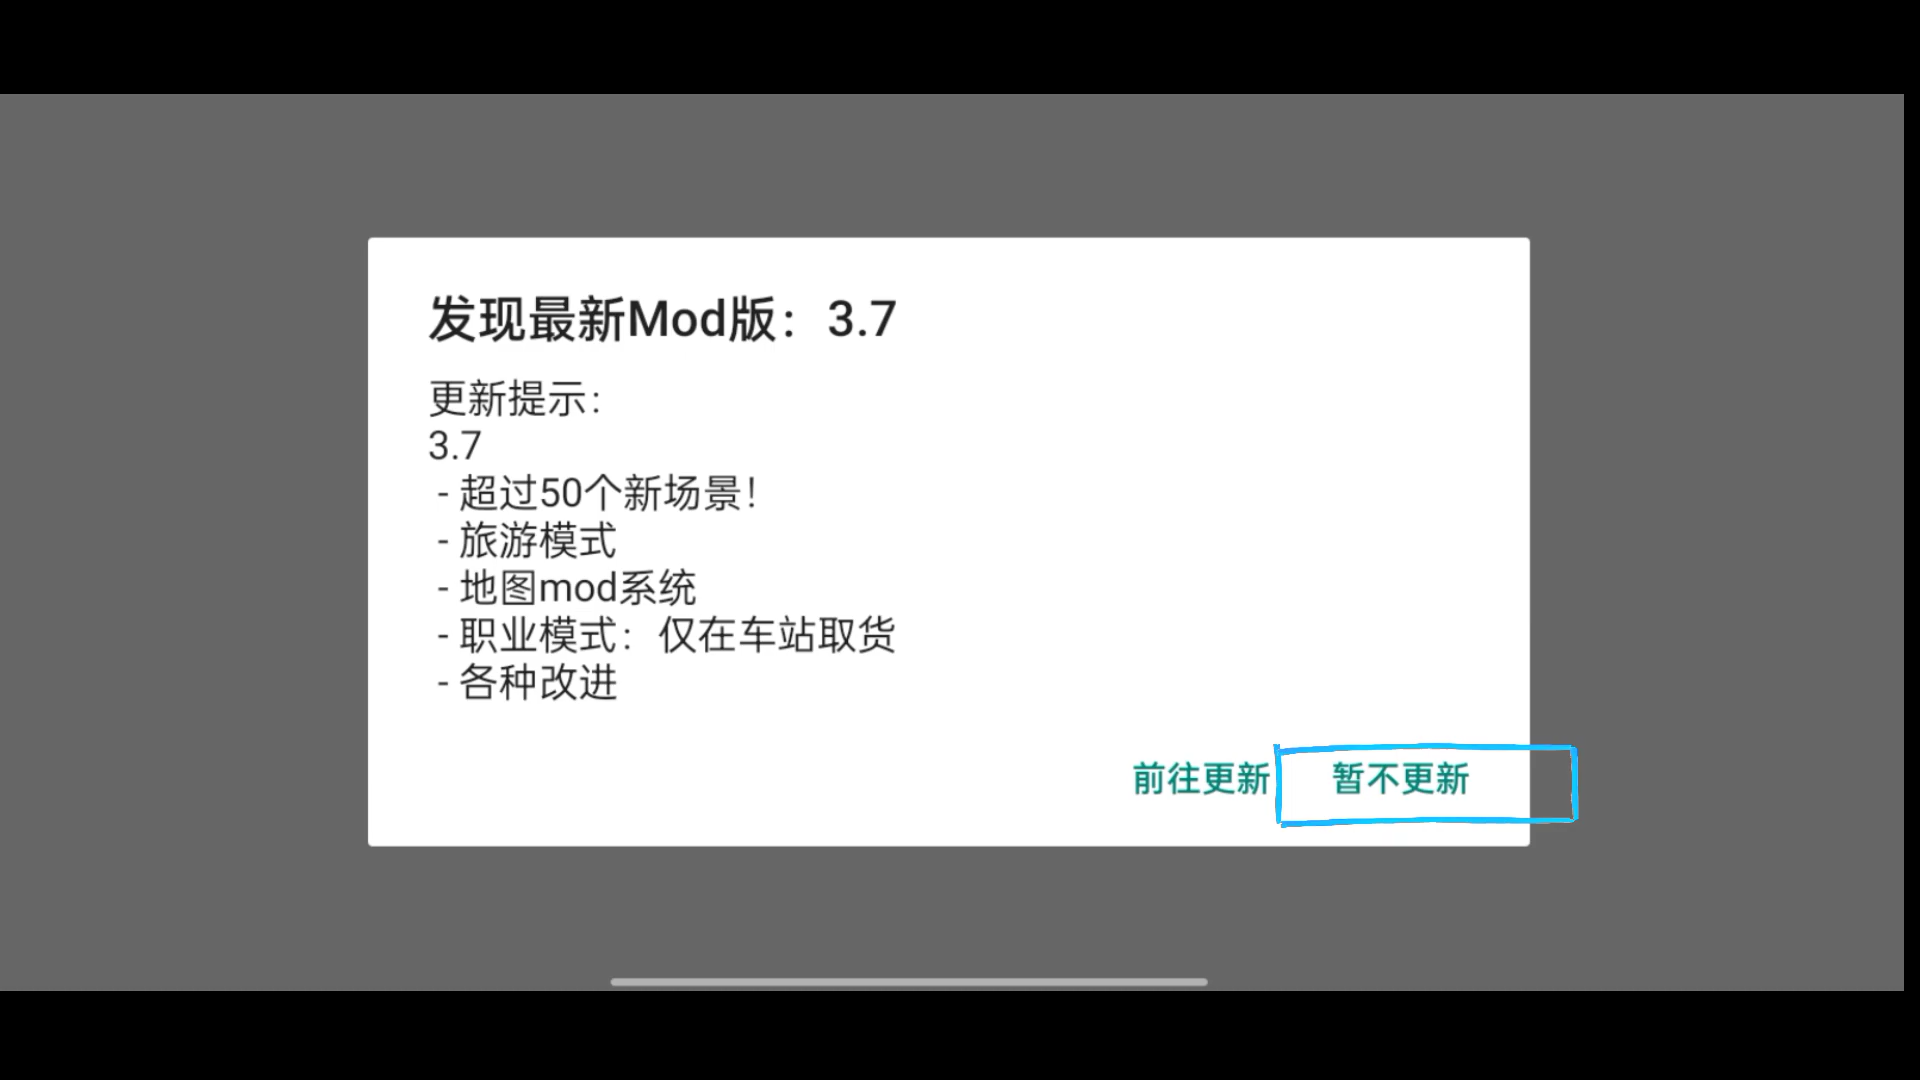 发现最新Mod版：3.7
更新提示：
3.7
- 超过50个新场景！
- 旅游模式
- 地图mod系统
- 职业模式：仅在车站取货
- 各种改进
前往更新 暂不更新